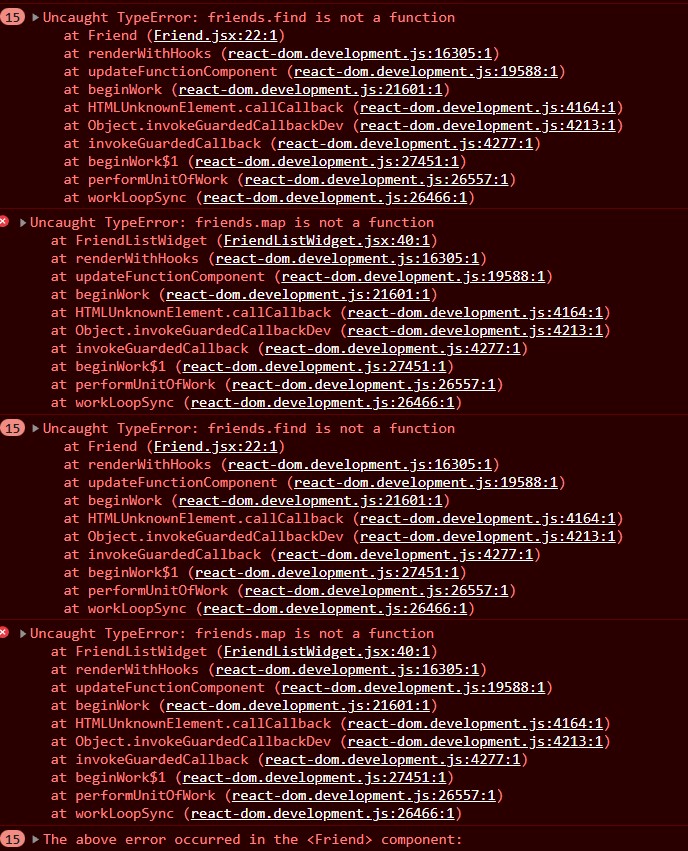 15 ▶Uncaught TypeError: friends.find is not a function
at Friend (Friend.jsx:22:1)
at renderWithHooks (react-dom.development.js:16305:1)
at updateFunctionComponent (react-dom.development.js:19588:1)
at beginWork (react-dom.development.js:21601:1)
at HTMLUnknownElement.callCallback (react-dom.development.js:4164:1)
at Object.invokeGuardedCallbackDev (react-dom.development.js:4213:1)
at invokeGuardedCallback (react-dom.development.js:4277:1)
at beginWork$1 (react-dom.development.js:27451:1)
at performUnitOfWork (react-dom.development.js:26557:1)
at workLoopSync (react-dom.development.js:26466:1)
▶Uncaught TypeError: friends.map is not a function
at FriendListWidget (FriendListWidget.jsx:40:1)
at renderWithHooks (react-dom.development.js:16305:1)
at updateFunctionComponent (react-dom.development.js:19588:1)
at beginWork (react-dom.development.js:21601:1)
at HTMLUnknownElement.callCallback (react-dom.development.js:4164:1)
at Object.invokeGuardedCallbackDev (react-dom.development.js:4213:1)
at invokeGuardedCallback (react-dom.development.js:4277:1)
at beginWork$1 (react-dom.development.js:27451:1)
at performUnitOfWork (react-dom.development.js:26557:1)
at workLoopSync (react-dom.development.js:26466:1)
15 ▶Uncaught TypeError: friends.find is not a function
at Friend (Friend.jsx:22:1)
at renderWithHooks (react-dom.development.js:16305:1)
at updateFunctionComponent (react-dom.development.js:19588:1)
at beginWork (react-dom.development.js:21601:1)
at HTMLUnknownElement.callCallback (react-dom.development.js:4164:1)
at Object.invokeGuardedCallbackDev (react-dom.development.js:4213:1)
at invokeGuardedCallback (react-dom.development.js:4277:1)
at beginWork$1 (react-dom.development.js:27451:1)
at performUnitOfWork (react-dom.development.js:26557:1)
at workLoopSync (react-dom.development.js:26466:1)
▶Uncaught TypeError: friends.map is not a function
at FriendListWidget (FriendListWidget.jsx:40:1)
at renderWithHooks (react-dom.development.js:16305:1)
at updateFunctionComponent (react-dom.development.js:19588:1)
at beginWork (react-dom.development.js:21601:1)
at HTMLUnknownElement.callCallback (react-dom.development.js:4164:1)
at Object.invokeGuardedCallbackDev (react-dom.development.js:4213:1)
at invokeGuardedCallback (react-dom.development.js:4277:1)
at beginWork$1 (react-dom.development.js:27451:1)
at performUnitOfWork (react-dom.development.js:26557:1)
at workLoopSync (react-dom.development.js:26466:1)
15 ▶The above error occurred in the <Friend> component: